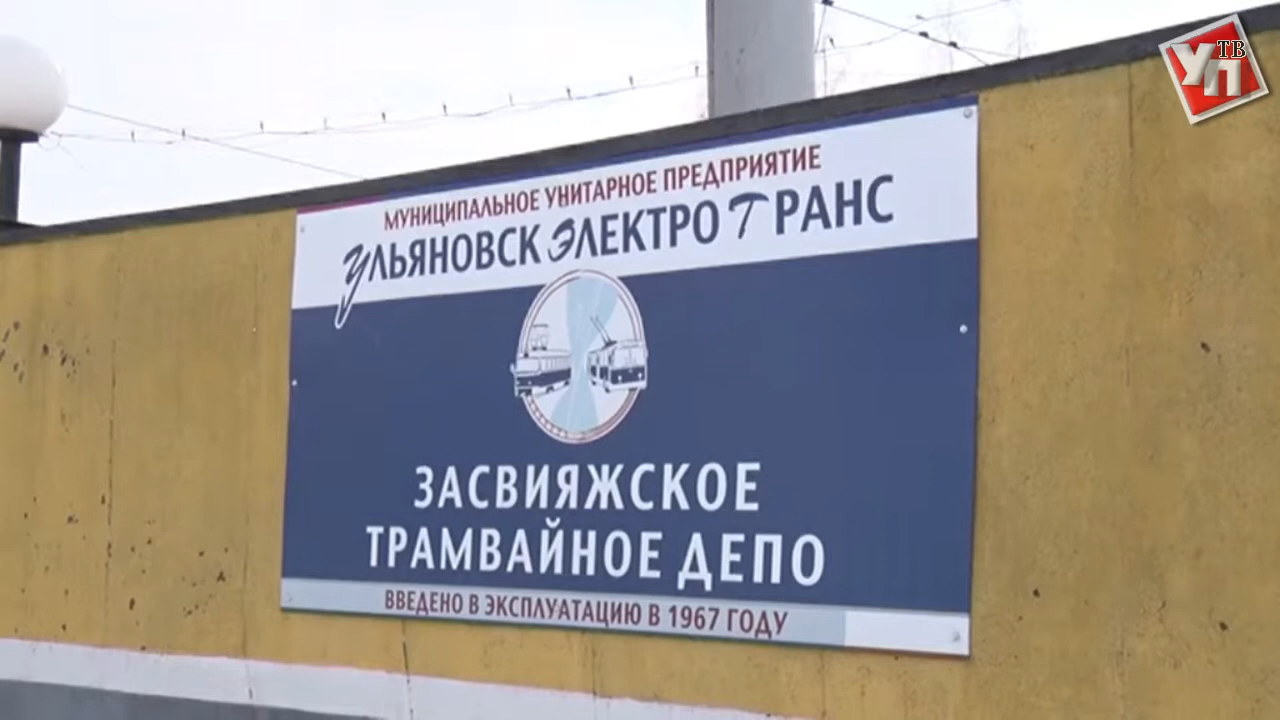 УП ТВ
МУНИЦИПАЛЬНОЕ УНИТАРНОЕ ПРЕДПРИЯТИЕ
УЛЬЯНОВСКЭЛЕКТРОТРАНС
ЗАСВИЯЖСКОЕ
ТРАМВАЙНОЕ ДЕПО
ВВЕДЕНО В ЭКСПЛУАТАЦИЮ В 1967 ГОДУ